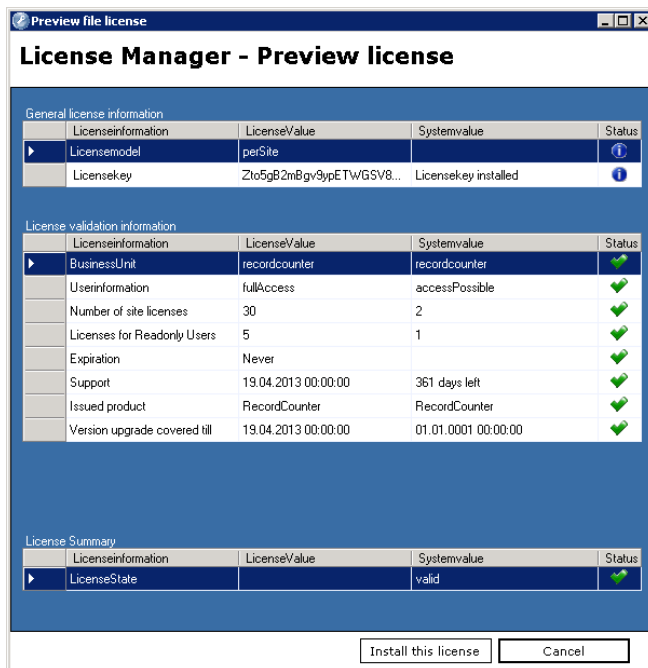 Preview file license
License Manager - Preview license
General license information
Licenseinformation LicenseValue Systemvalue Status
Licensemodel perSite
Licensekey Zto5gB2mBgv9ypETWGSV8... Licensekey installed
License validation information
Licenseinformation LicenseValue Systemvalue Status
BusinessUnit recordcounter recordcounter
Userinformation fullAccess accessPossible
Number of site licenses 30 2
Licenses for Readonly Users 5 1
Expiration Never
Support 19.04.2013 00:00:00 361 days left
Issued product RecordCounter RecordCounter
Version upgrade covered till 19.04.2013 00:00:00 01.01.0001 00:00:00
License Summary
Licenseinformation LicenseValue Systemvalue Status
LicenseState valid
Install this license Cancel